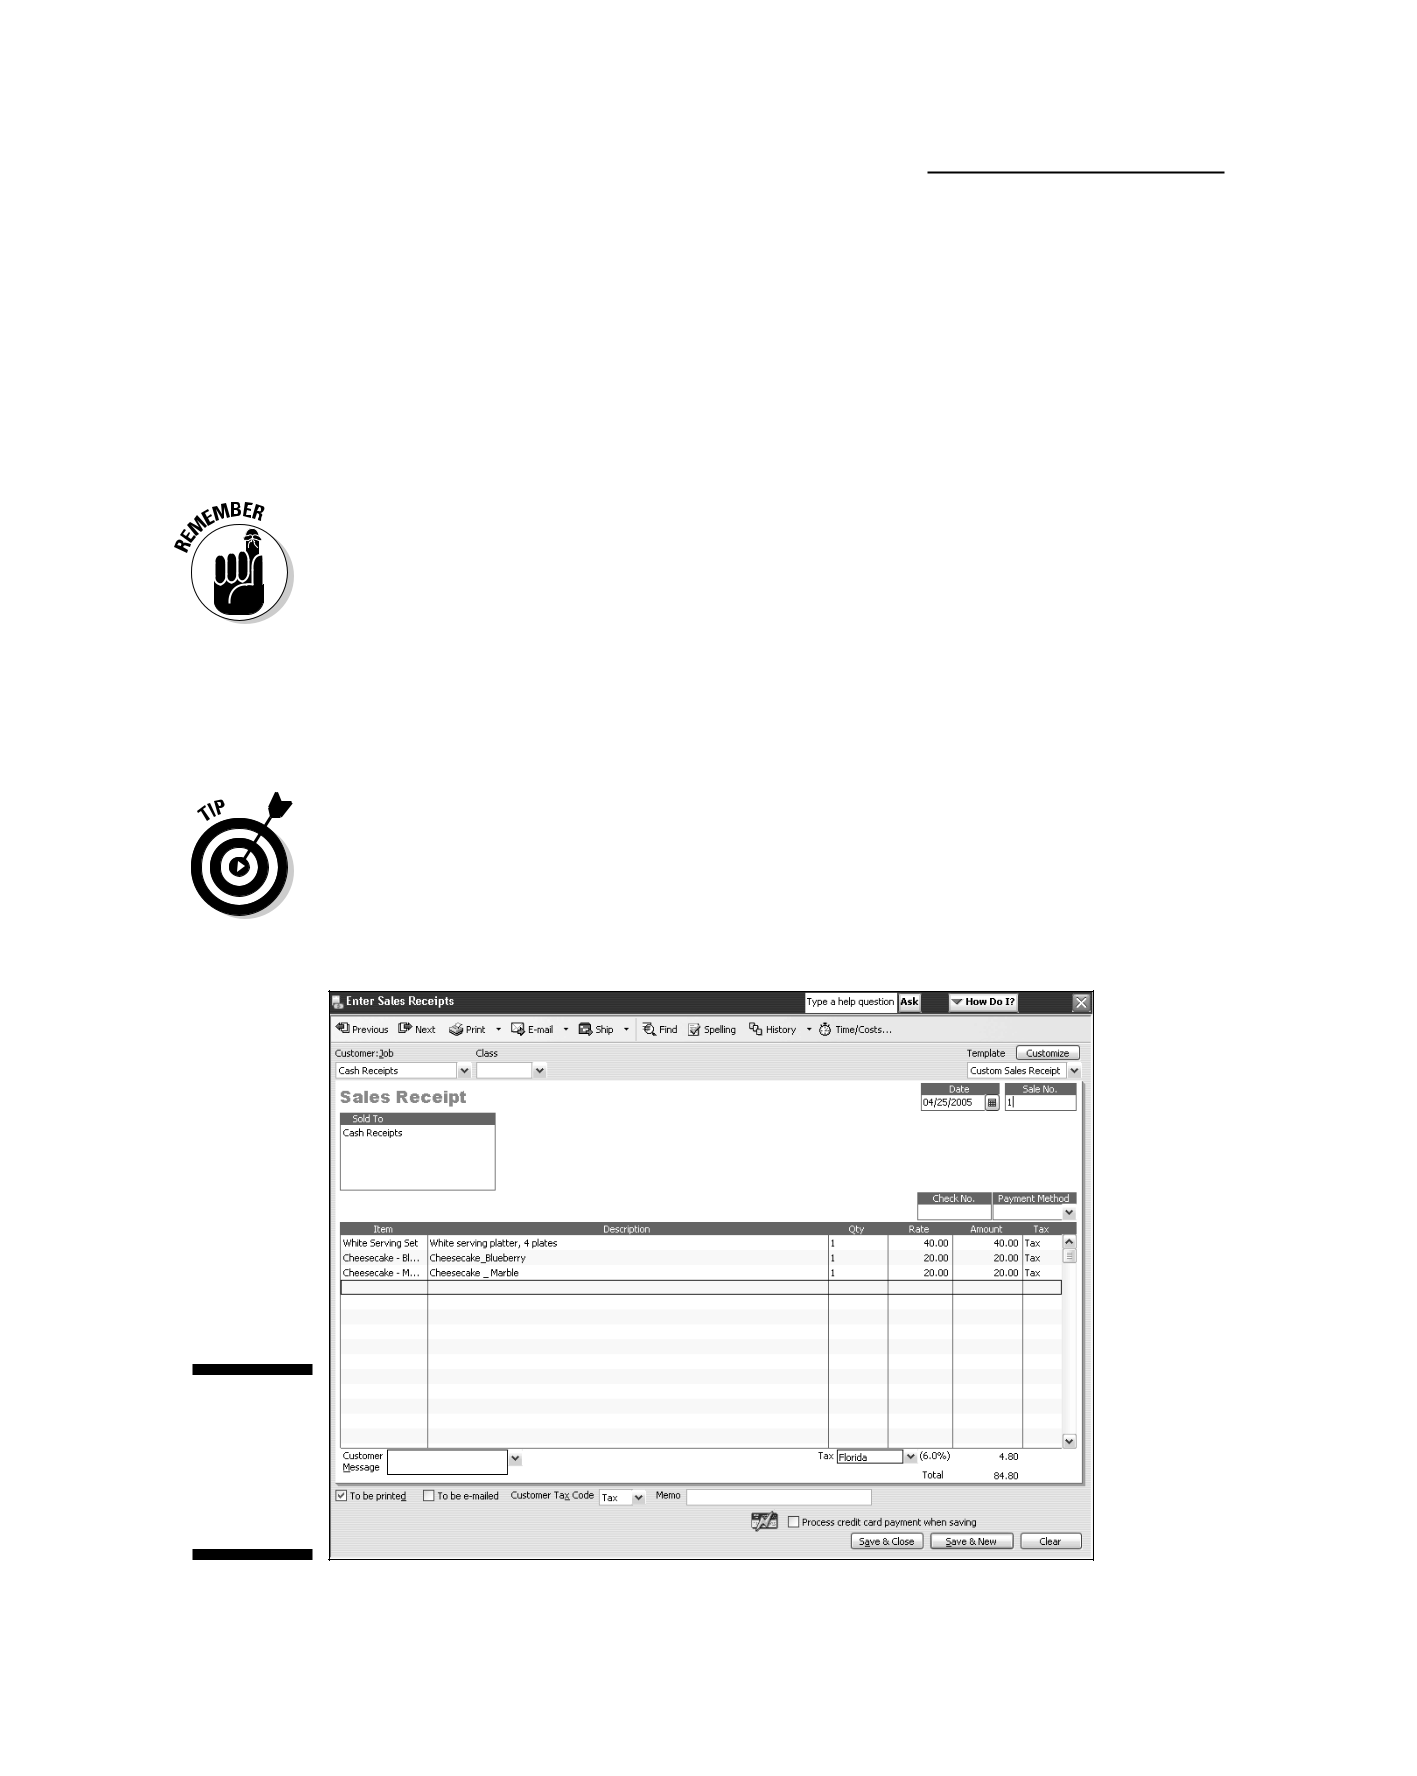 REMEMBER
TIP
Enter Sales Receipts Type a help question Ask How Do I?
Previous Next Print E-mail Ship Find Spelling History Time/Costs...
Customer:Job Class Template Customize
Cash Receipts Custom Sales Receipt
Sales Receipt Date Sale No.
04/25/2005 1
Sold To
Cash Receipts
Check No. Payment Method
Item Description Qty Rate Amount Tax
White Serving Set White serving platter, 4 plates 1 40.00 40.00 Tax
Cheesecake - Bl... Cheesecake_Blueberry 1 20.00 20.00 Tax
Cheesecake - M... Cheesecake _ Marble 1 20.00 20.00 Tax
Customer Tax Florida (6.0%) 4.80
Message
Total 84.80
To be printed To be e-mailed Customer Tax Code Tax Memo
Process credit card payment when saving
Save & Close Save & New Clear